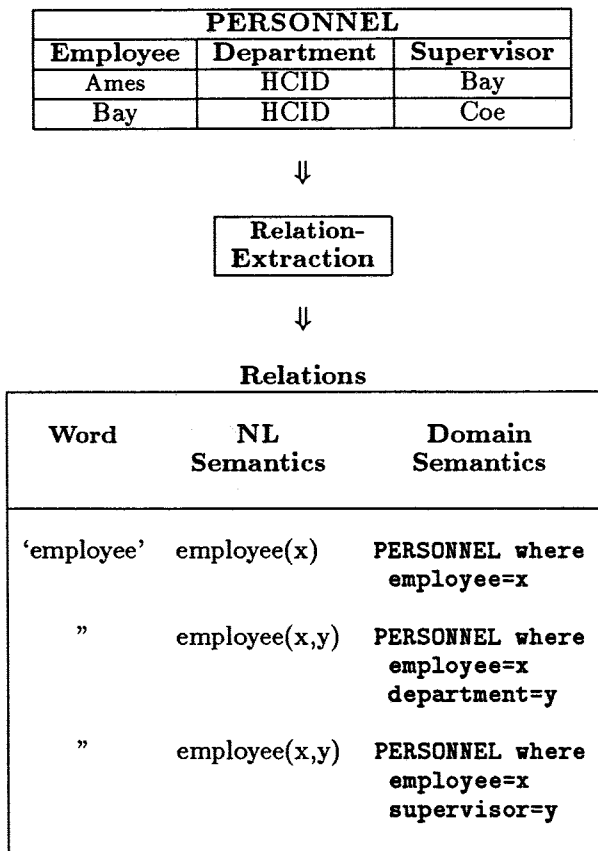 PERSONNEL
Employee Department Supervisor
Ames HCID Bay
Bay HCID Coe
⇓
Relation-
Extraction
⇓
Relations
Word NL Domain
Semantics Semantics
‘employee’ employee(x) PERSONNEL where
employee=x
” employee(x,y) PERSONNEL where
employee=x
department=y
” employee(x,y) PERSONNEL where
employee=x
supervisor=y